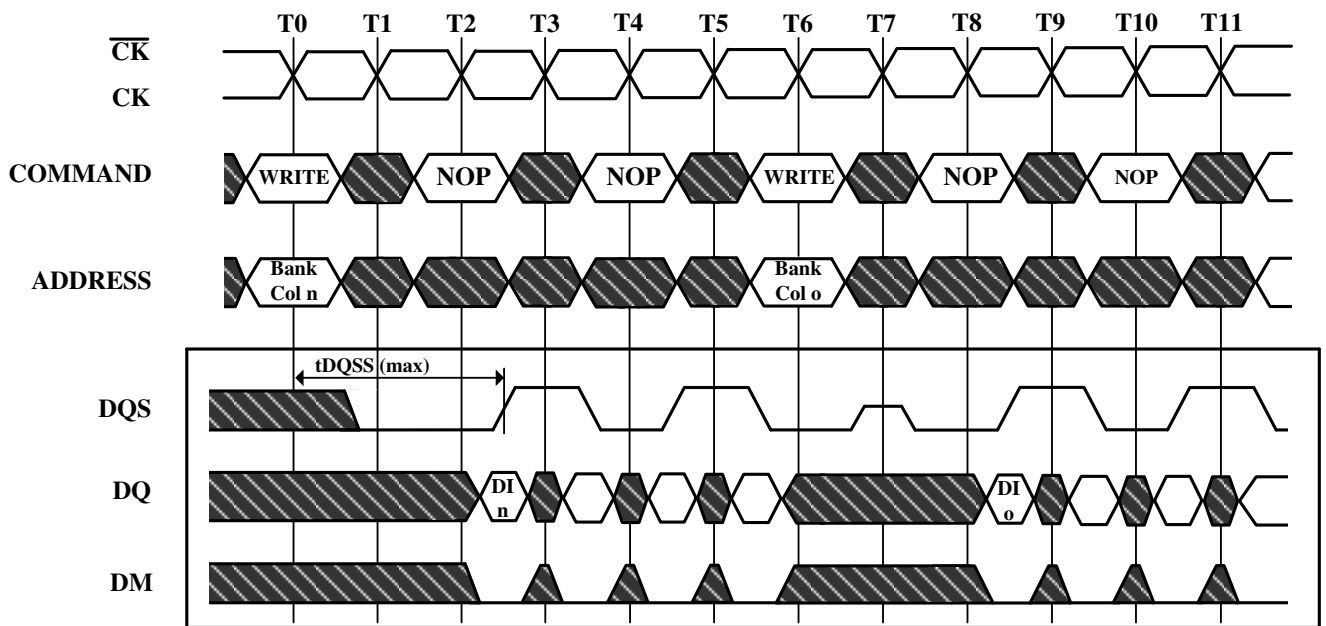 T0 T1 T2 T3 T4 T5 T6 T7 T8 T9 T10 T11
C̅K̅
CK
COMMAND WRITE NOP NOP WRITE NOP NOP
ADDRESS
Bank Bank
Col n Col o
tDQSS (max)
DQS
DQ
DI DI
n o
DM